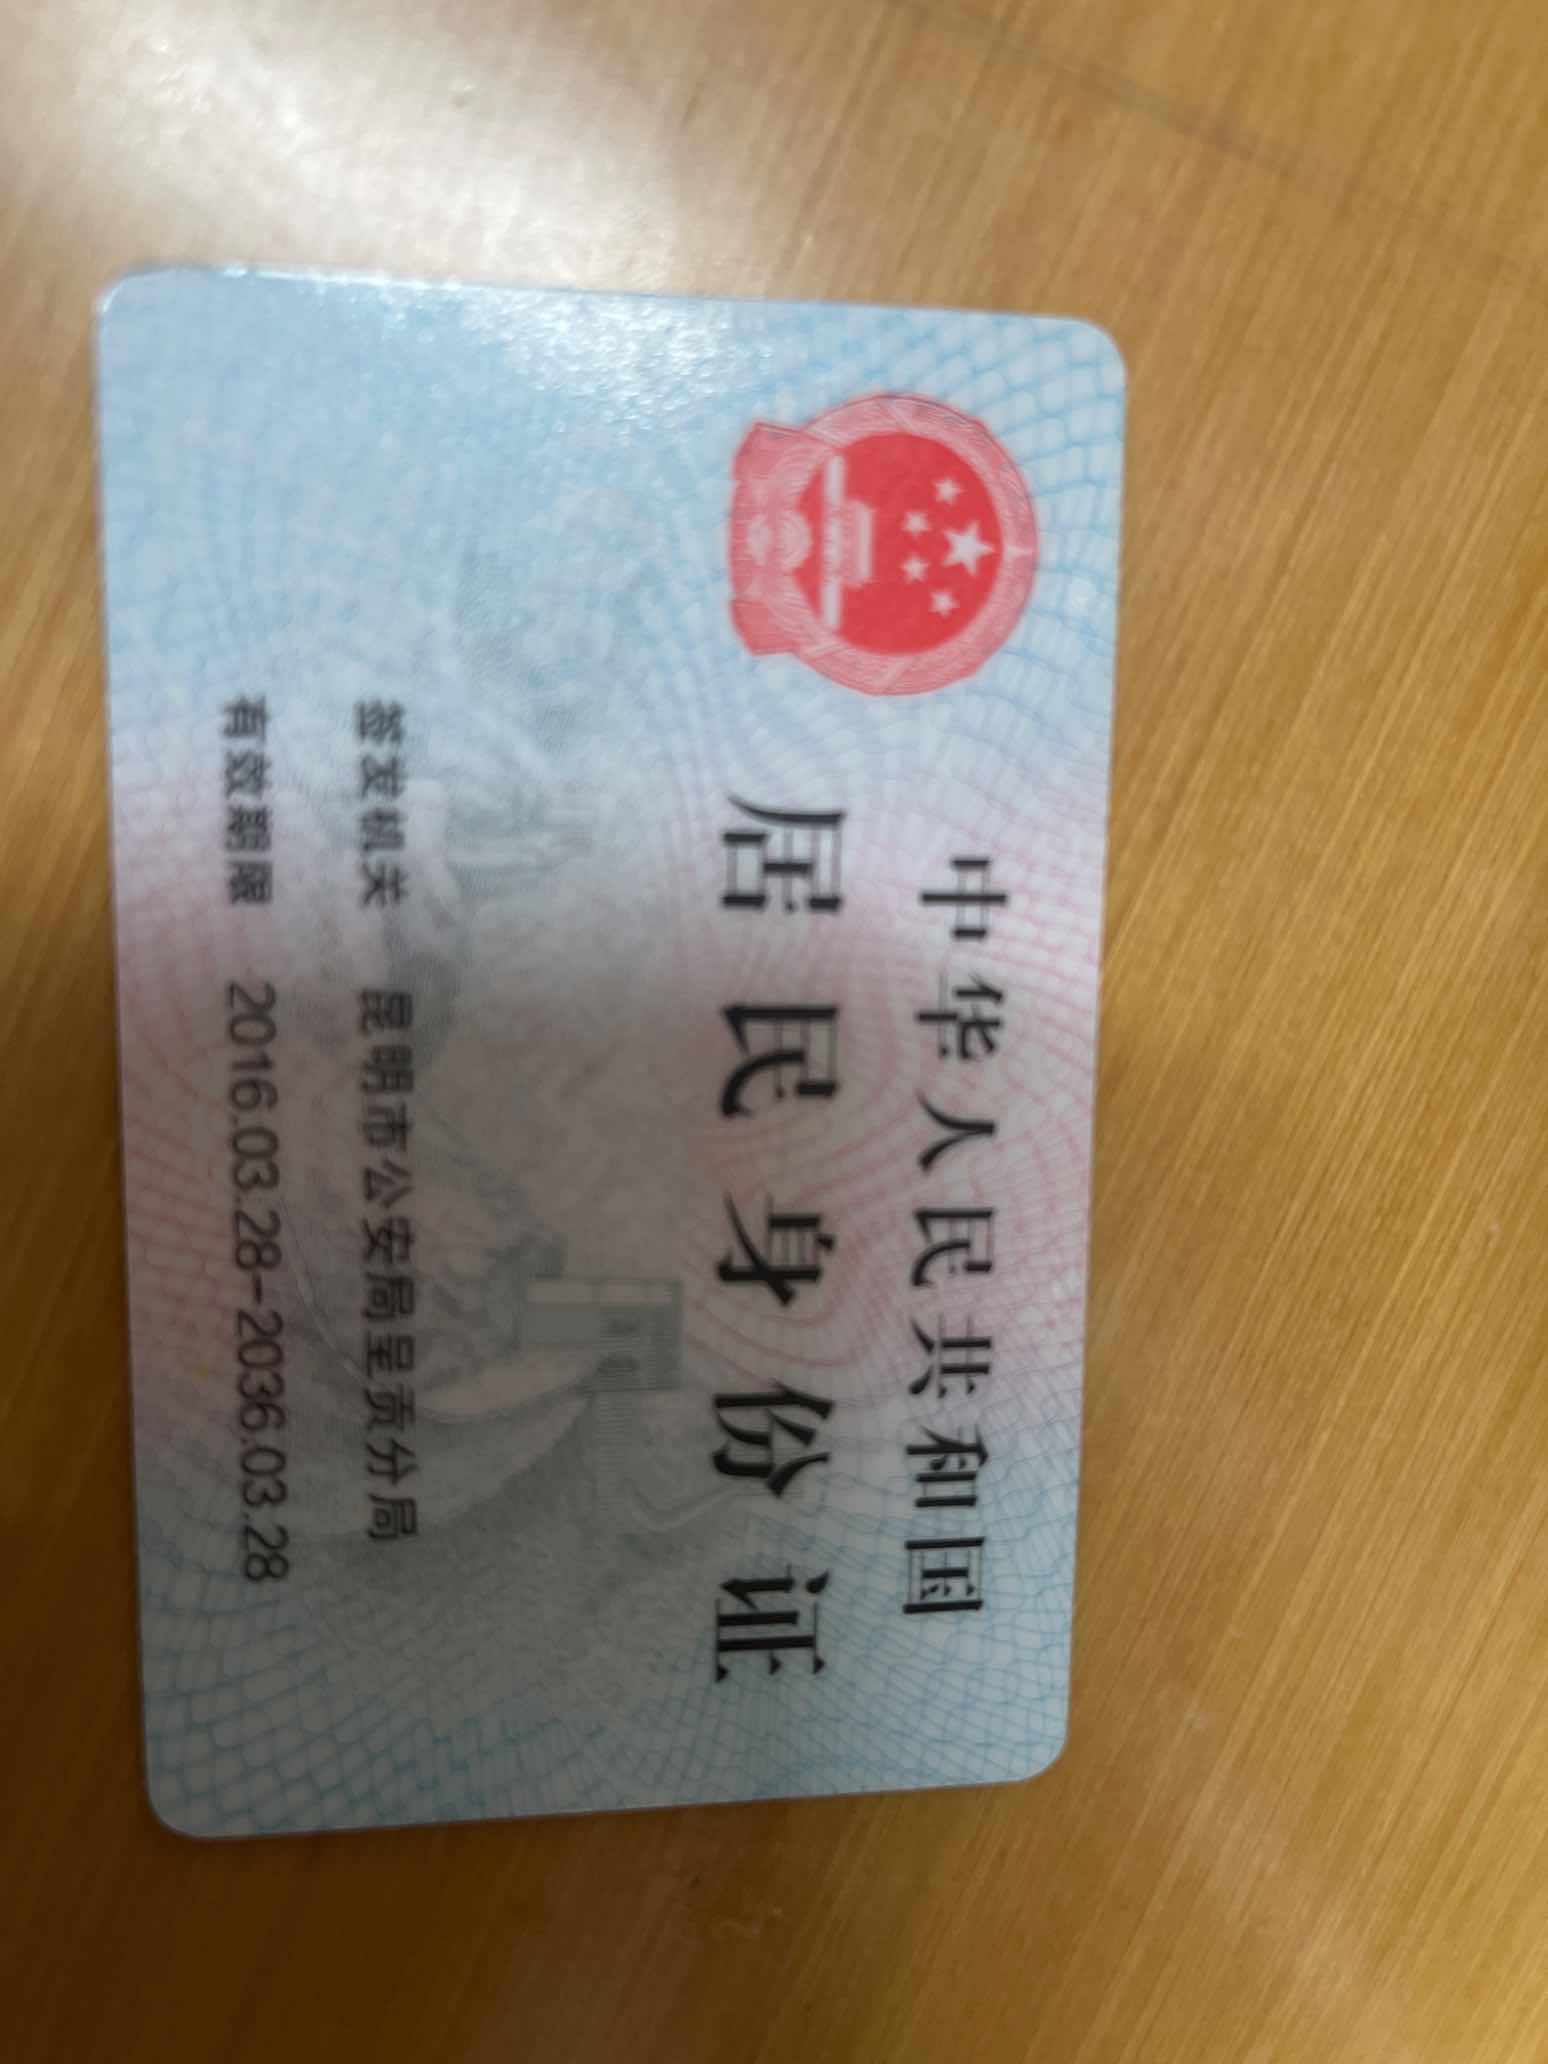 中华人民共和国
居民身份证
签发机关 昆明市公安局呈贡分局
有效期限 2016.03.28-2036.03.28